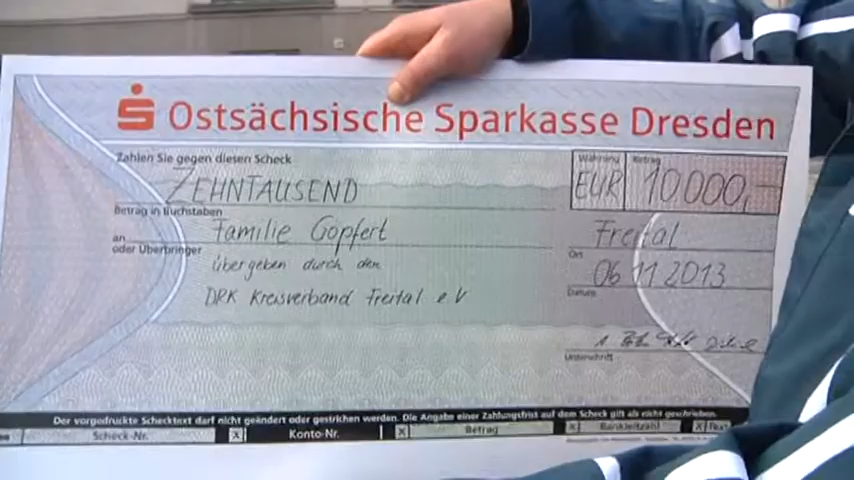 Ostsächsische Sparkasse Dresden
Zahlen Sie gegen diesen Scheck
Währung Betrag
ZEHNTAUSEND EUR 10000,-
Betrag in Buchstaben
an Familie Göpfert Freital
oder Überbringer Ort
übergeben durch den 06 11 2013
Datum
DRK Kreisverband Freital e V
Unterschrift
Der vorgedruckte Schecktext darf nicht geändert oder gestrichen werden. Die Angabe einer Zahlungsfrist auf dem Scheck gilt als nicht geschrieben.
Scheck-Nr. X Konto-Nr. X Betrag X Bankleitzahl X Text